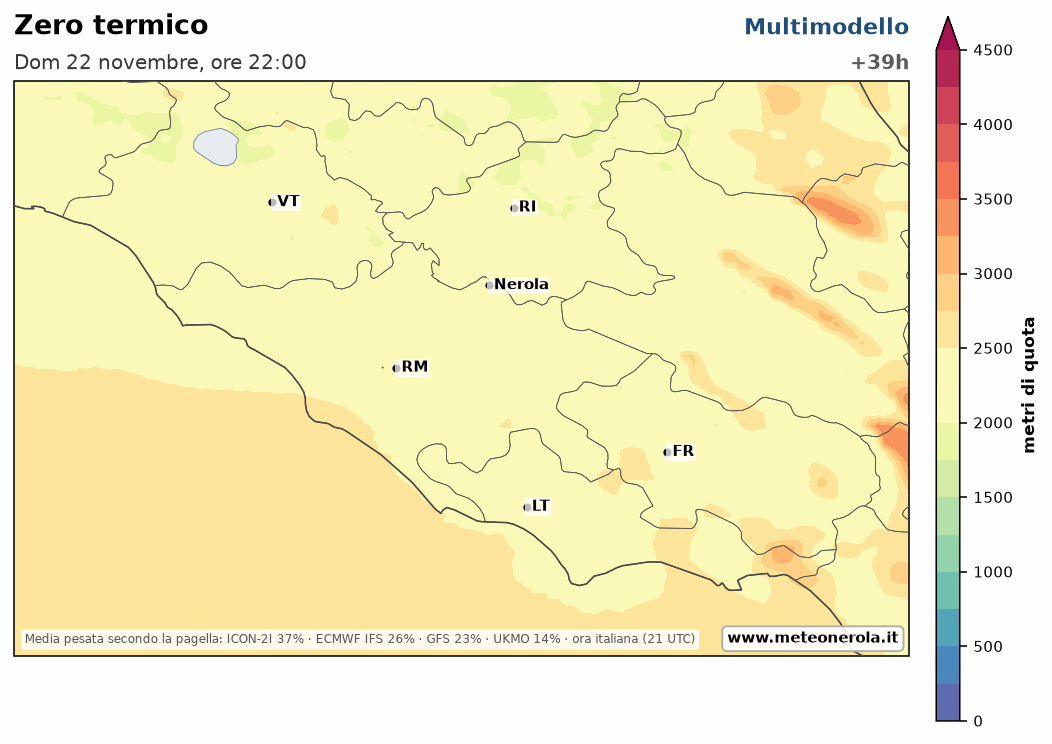 Zero termico
Multimodello
Dom 22 novembre, ore 22:00
+39h
4500
4000
3500
3000
2500
2000
1500
1000
500
0
metri di quota
VT
RI
Nerola
RM
FR
LT
Media pesata secondo la pagella: ICON-2I 37% · ECMWF IFS 26% · GFS 23% · UKMO 14% · ora italiana (21 UTC)
www.meteonerola.it